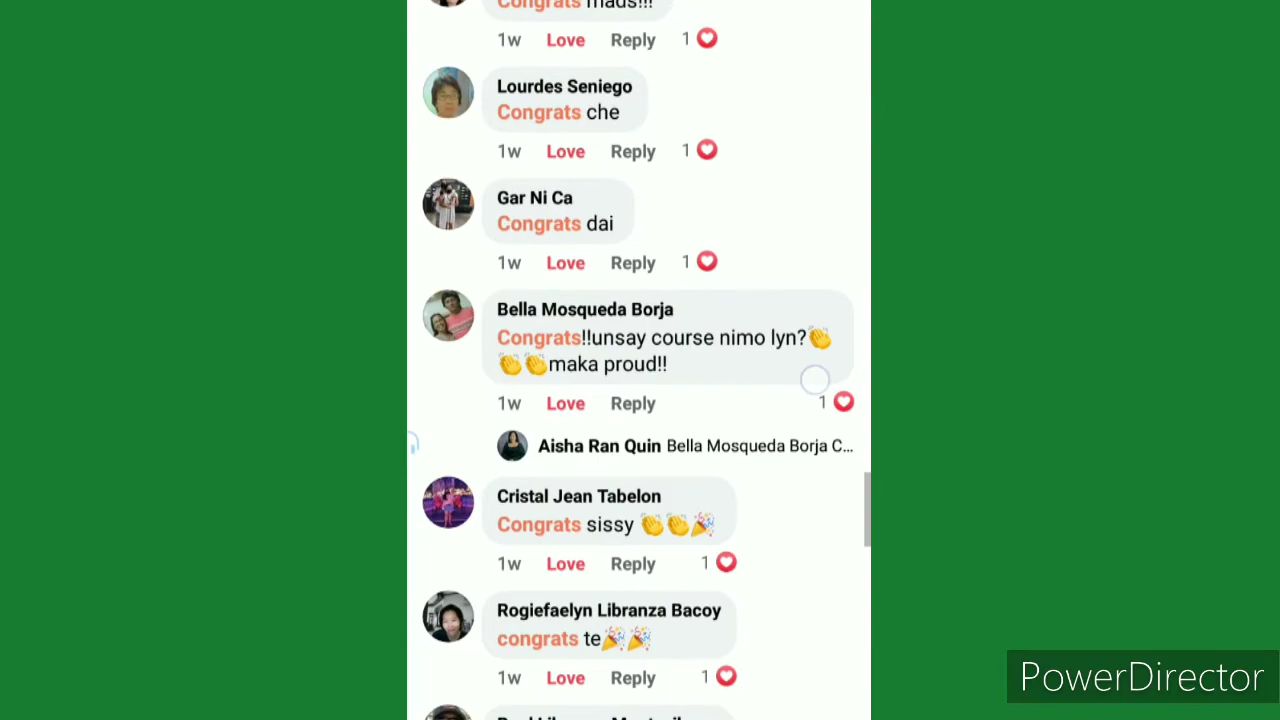 Congrats mads!!!
1w Love Reply 1
Lourdes Seniego
Congrats che
1w Love Reply 1
Gar Ni Ca
Congrats dai
1w Love Reply 1
Bella Mosqueda Borja
Congrats!!unsay course nimo lyn?👏
👏👏maka proud!!
1w Love Reply 1
Aisha Ran Quin Bella Mosqueda Borja C...
Cristal Jean Tabelon
Congrats sissy 👏👏🎉
1w Love Reply 1
Rogiefaelyn Libranza Bacoy
congrats te🎉🎉
1w Love Reply 1
PowerDirector